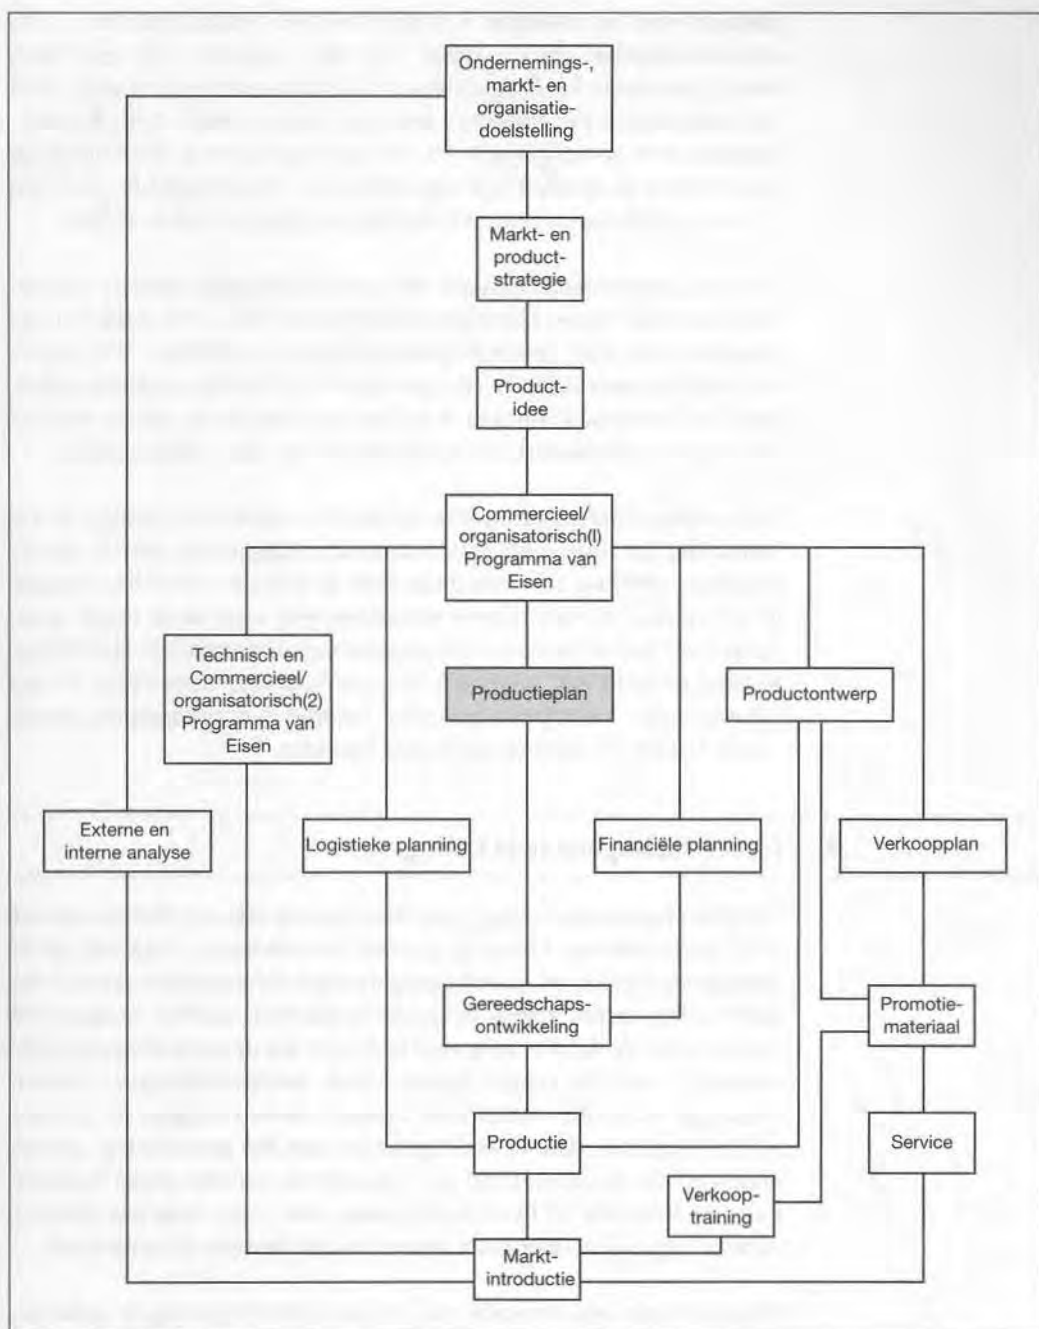 Ondernemings-,
markt- en
organisatie-
doelstelling
Markt- en
product-
strategie
Product-
idee
Commercieel/
organisatorisch(I)
Programma van
Eisen
Technisch en
Commercieel/
organisatorisch(2)
Programma van
Eisen
Productieplan
Productontwerp
Externe en
interne analyse
Logistieke planning
Financiële planning
Verkoopplan
Gereedschaps-
ontwikkeling
Promotie-
materiaal
Productie
Service
Verkoop-
training
Markt-
introductie